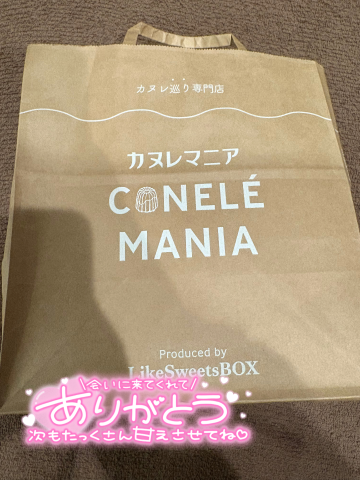 カヌレ巡り専門店
カヌレマニア
CONELÉ
MANIA
Produced by
LikeSweetsBOX
会いに来てくれて
ありがとう
次もたっくさん甘えさせてね♡